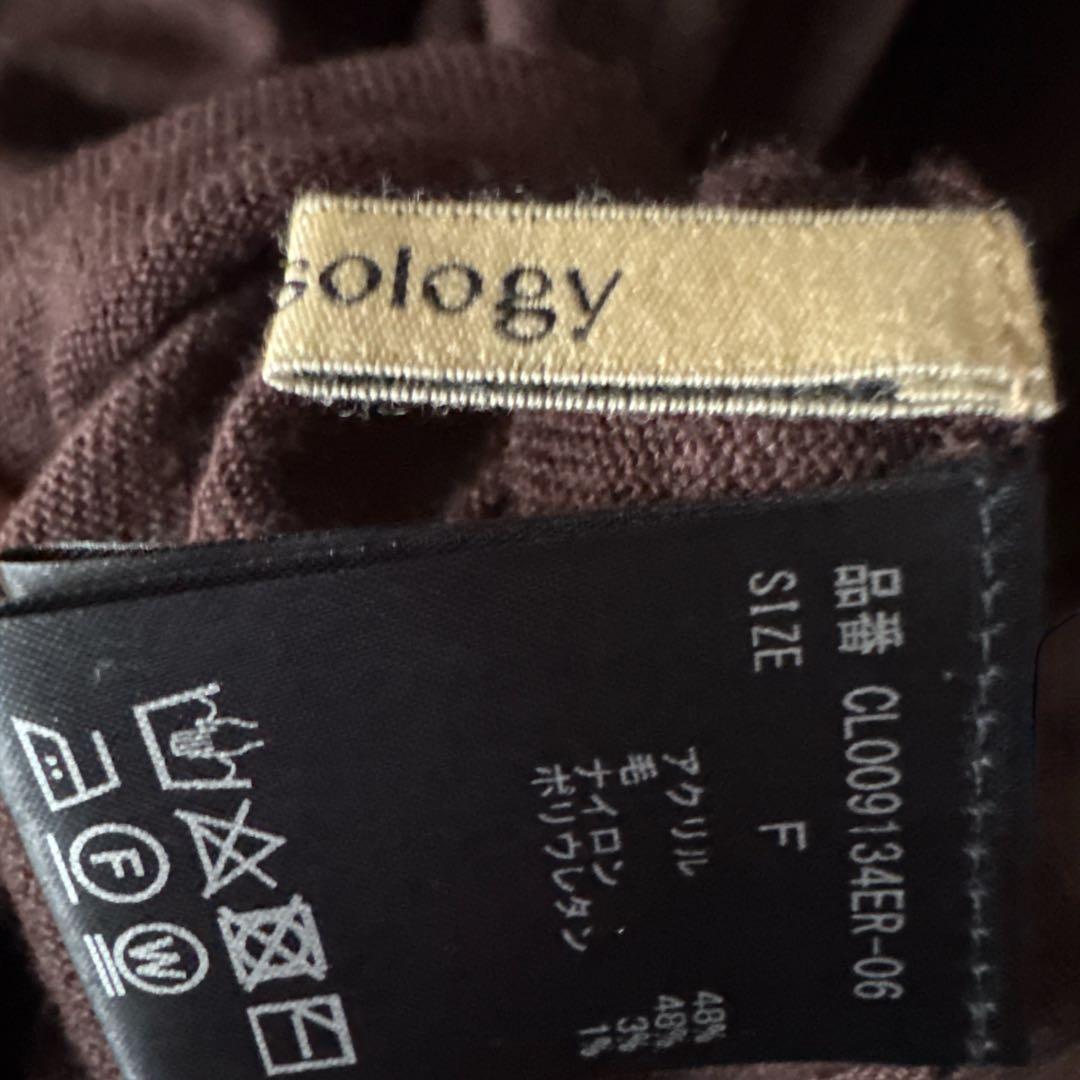 ology
品番 CL009134ER-06
SIZE F
アクリル 48%
毛 48%
ナイロン 3%
ポリウレタン 1%
F
W